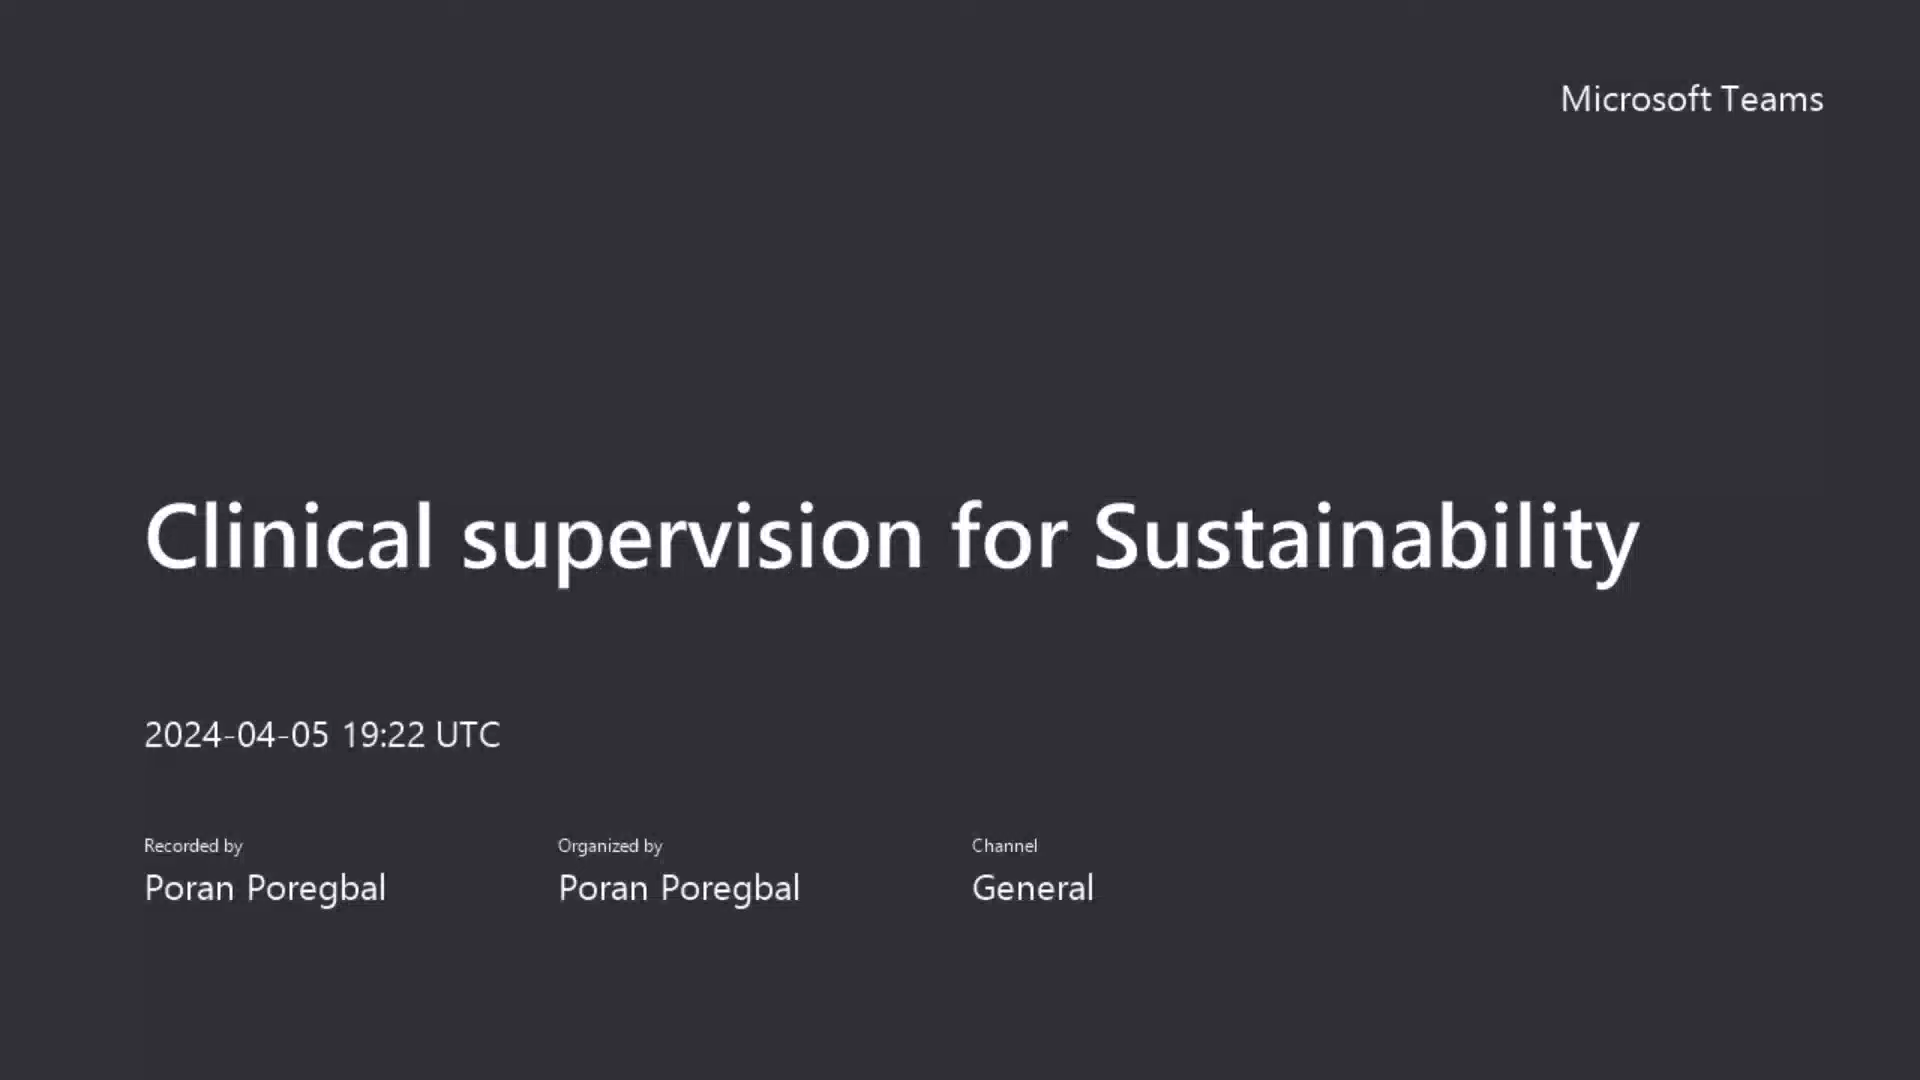 Microsoft Teams
Clinical supervision for Sustainability
2024-04-05 19:22 UTC
Recorded by
Poran Poregbal
Organized by
Poran Poregbal
Channel
General